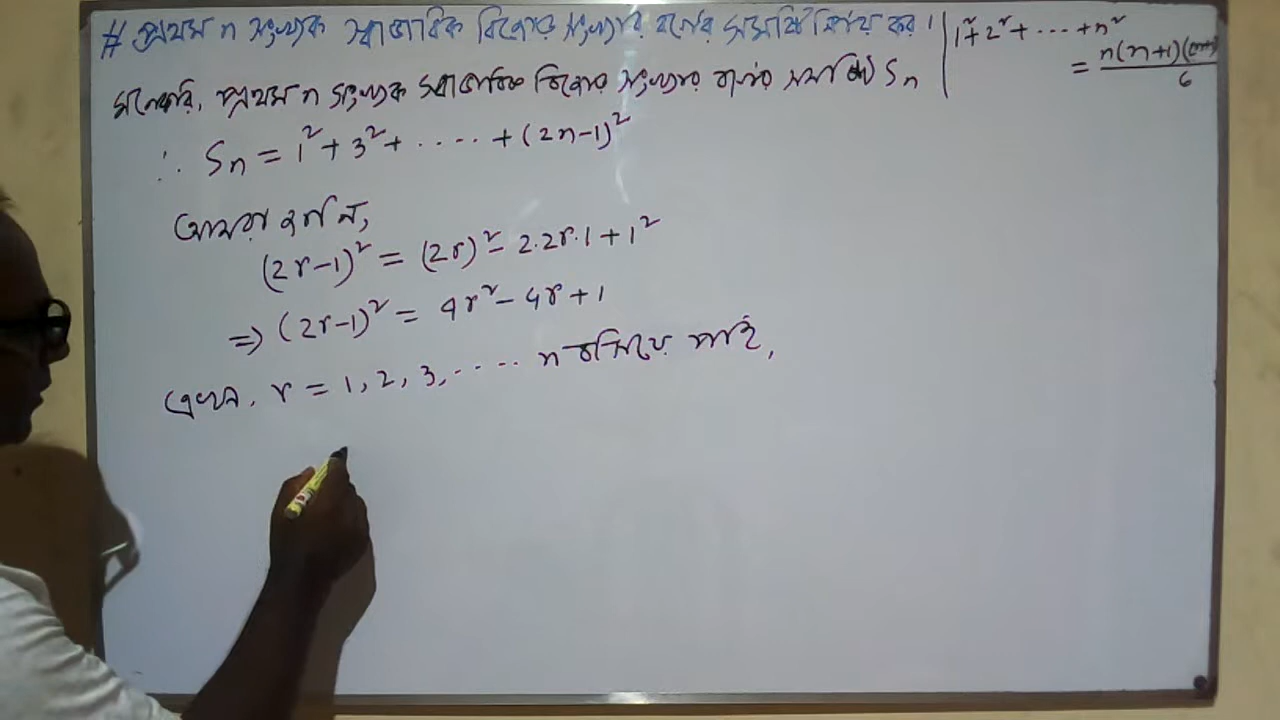 # প্রথম n সংখ্যক স্বাভাবিক বিজোড় সংখ্যার বর্গের সমষ্টি নির্ণয় কর।
1² + 2² + ⋯ + n²
= n(n+1)(2n+1)/6
মনেকরি, প্রথম n সংখ্যক স্বাভাবিক বিজোড় সংখ্যার বর্গের সমষ্টি Sn
∴ Sn = 1² + 3² + ..... + (2n-1)²
আমরা জানি,
(2r-1)² = (2r)² - 2.2r.1 + 1²
⇒ (2r-1)² = 4r² - 4r + 1
এখন, r = 1, 2, 3, .... n বসিয়ে পাই,